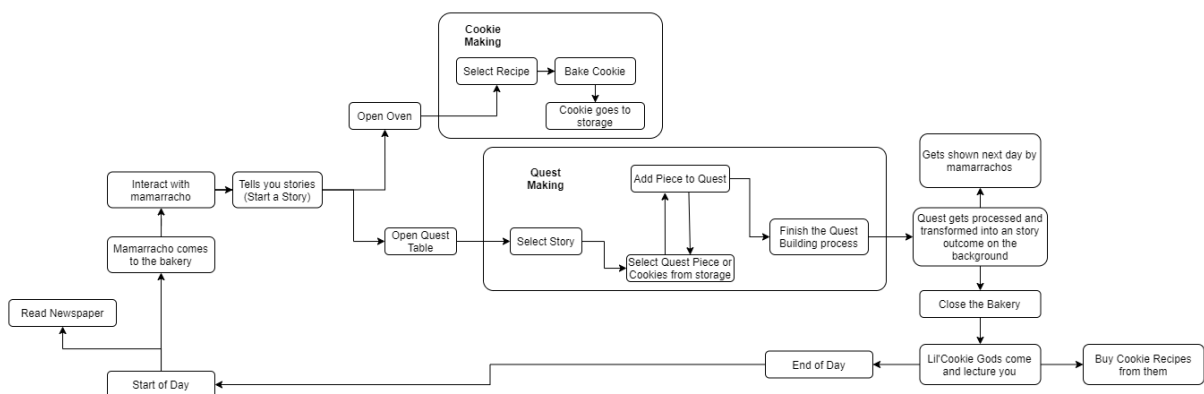 Cookie
Making
Select Recipe
Bake Cookie
Cookie goes to
storage
Open Oven
Interact with
mamarracho
Tells you stories
(Start a Story)
Mamarracho comes
to the bakery
Read Newspaper
Start of Day
Open Quest
Table
Quest
Making
Select Story
Add Piece to Quest
Select Quest Piece or
Cookies from storage
Finish the Quest
Building process
Gets shown next day by
mamarrachos
Quest gets processed and
transformed into an story
outcome on the
background
Close the Bakery
Lil'Cookie Gods come
and lecture you
Buy Cookie Recipes
from them
End of Day